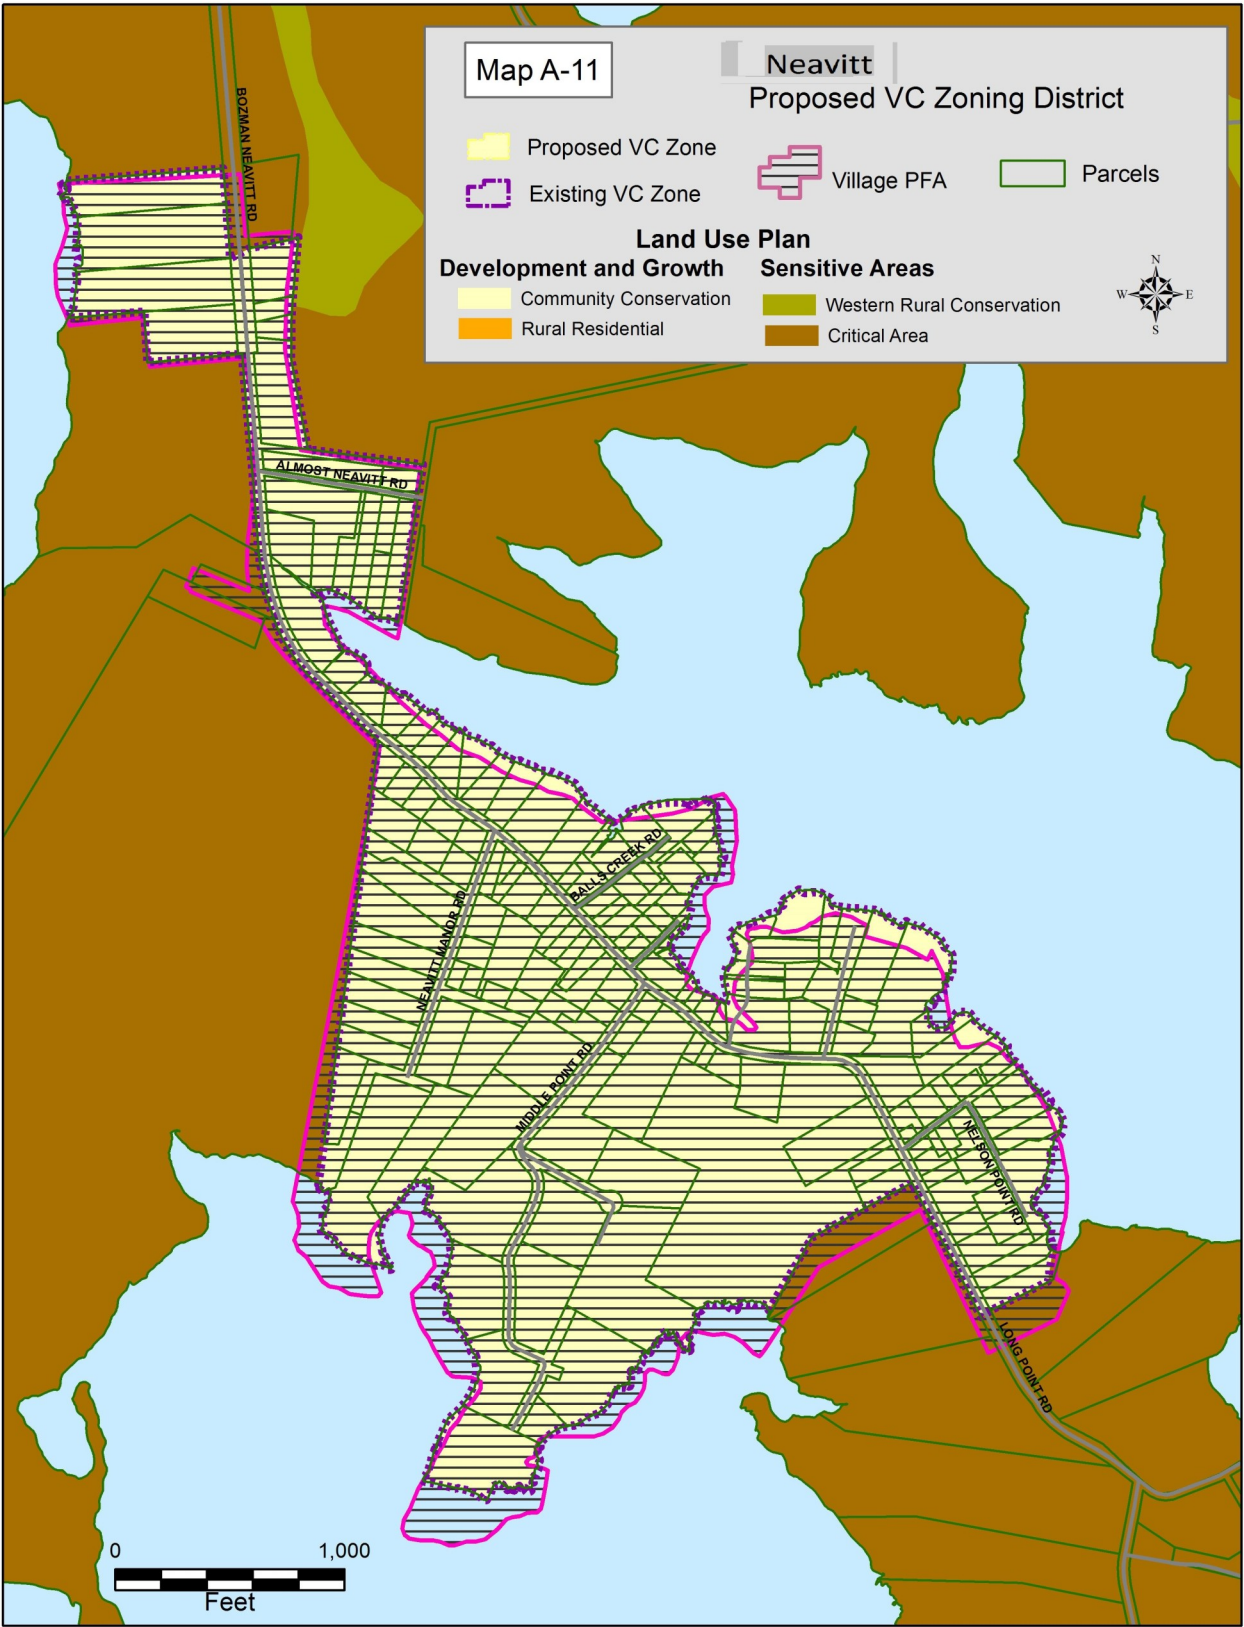 Map A-11
Neavitt
Proposed VC Zoning District
Proposed VC Zone
Existing VC Zone
Village PFA
Parcels
Land Use Plan
Development and Growth
Sensitive Areas
Community Conservation
Rural Residential
Western Rural Conservation
Critical Area
N
W
E
S
BOZMAN NEAVITT RD
ALMOST NEAVITT RD
BALLS CREEK RD
NEAVITT MANOR RD
MIDDLE POINT RD
NELSON POINT RD
LONG POINT RD
0
1,000
Feet